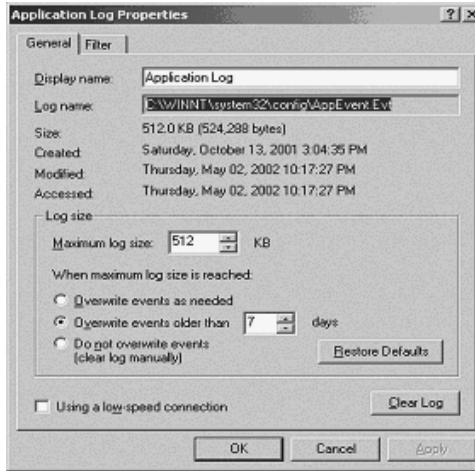 Application Log Properties
General Filter
Display name: Application Log
Log name: C:\WINNT\system32\config\AppEvent.Evt
Size: 512.0 KB (524,288 bytes)
Created: Saturday, October 13, 2001 3:04:35 PM
Modified: Thursday, May 02, 2002 10:17:27 PM
Accessed: Thursday, May 02, 2002 10:17:27 PM
Log size
Maximum log size: 512 KB
When maximum log size is reached:
Overwrite events as needed
Overwrite events older than 7 days
Do not overwrite events
(clear log manually)
Restore Defaults
Using a low-speed connection
Clear Log
OK Cancel Apply